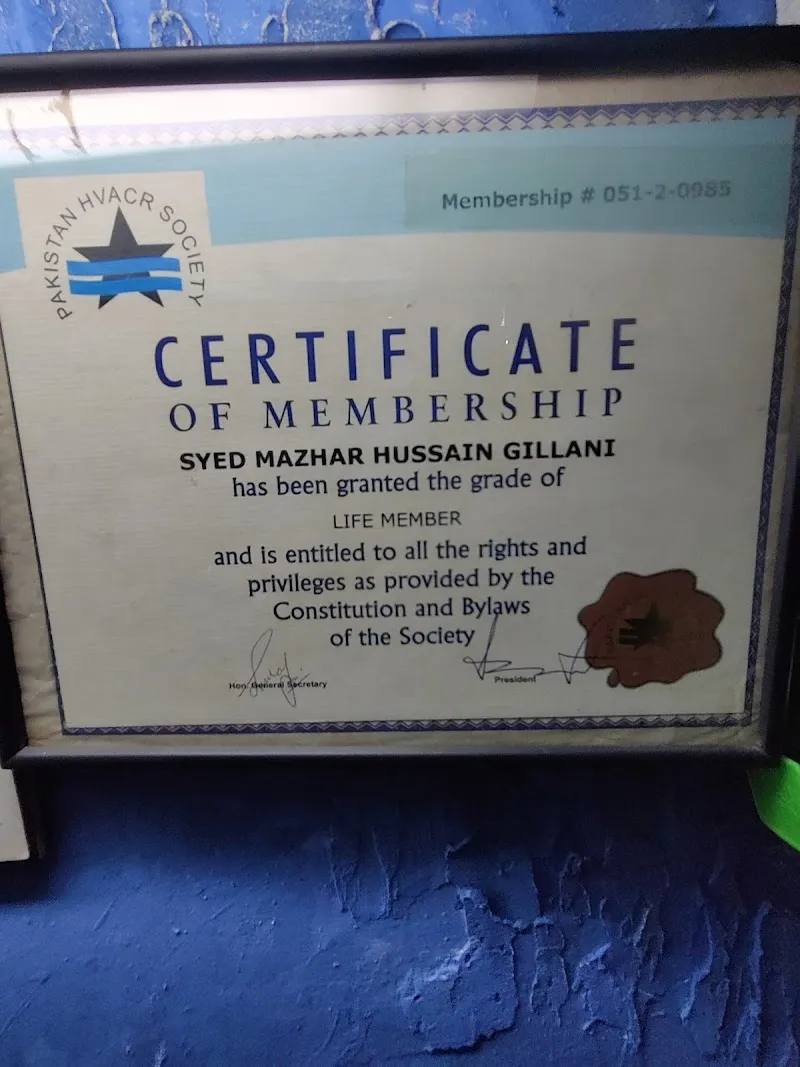 PAKISTAN HVACR SOCIETY
Membership # 051-2-0985
CERTIFICATE
OF MEMBERSHIP
SYED MAZHAR HUSSAIN GILLANI
has been granted the grade of
LIFE MEMBER
and is entitled to all the rights and
privileges as provided by the
Constitution and Bylaws
of the Society
Hon. General Secretary
President